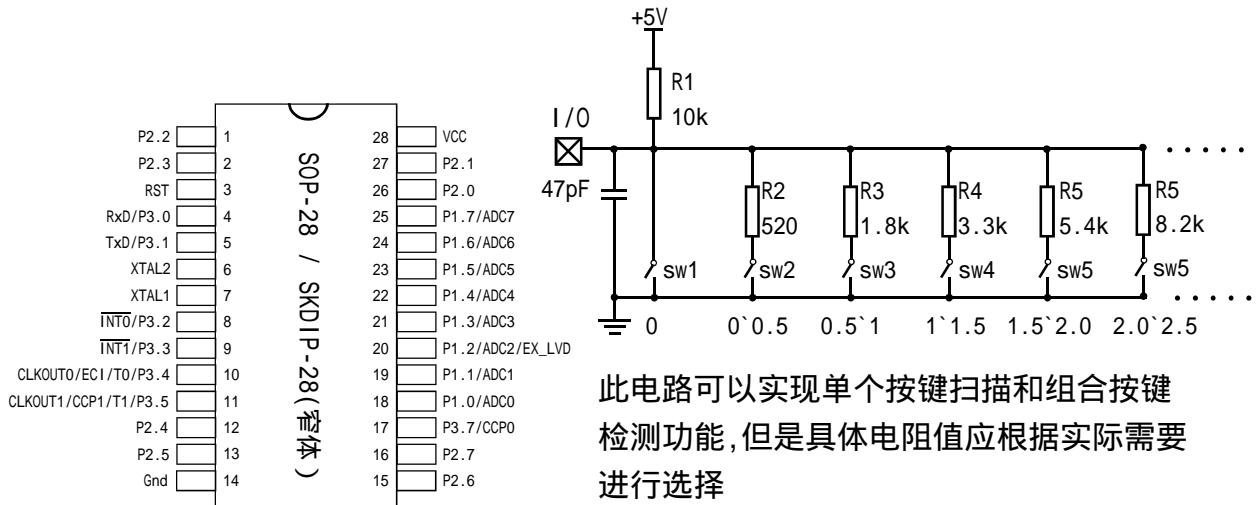 P2.2 1 28 VCC
P2.3 2 27 P2.1
RST 3 26 P2.0
RxD/P3.0 4 25 P1.7/ADC7
TxD/P3.1 5 24 P1.6/ADC6
XTAL2 6 23 P1.5/ADC5
XTAL1 7 22 P1.4/ADC4
INT0/P3.2 8 21 P1.3/ADC3
INT1/P3.3 9 20 P1.2/ADC2/EX_LVD
CLKOUT0/ECI/T0/P3.4 10 19 P1.1/ADC1
CLKOUT1/CCP1/T1/P3.5 11 18 P1.0/ADC0
P2.4 12 17 P3.7/CCP0
P2.5 13 16 P2.7
Gnd 14 15 P2.6
SOP-28 / SKDIP-28(窄体)
+5V
R1
10k
I/O
47pF
R2 R3 R4 R5 R5
520 1.8k 3.3k 5.4k 8.2k
sw1 sw2 sw3 sw4 sw5 sw5
0 0`0.5 0.5`1 1`1.5 1.5`2.0 2.0`2.5
此电路可以实现单个按键扫描和组合按键
检测功能,但是具体电阻值应根据实际需要
进行选择